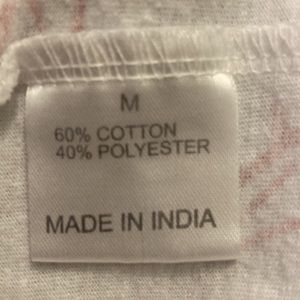 M
60% COTTON
40% POLYESTER
MADE IN INDIA